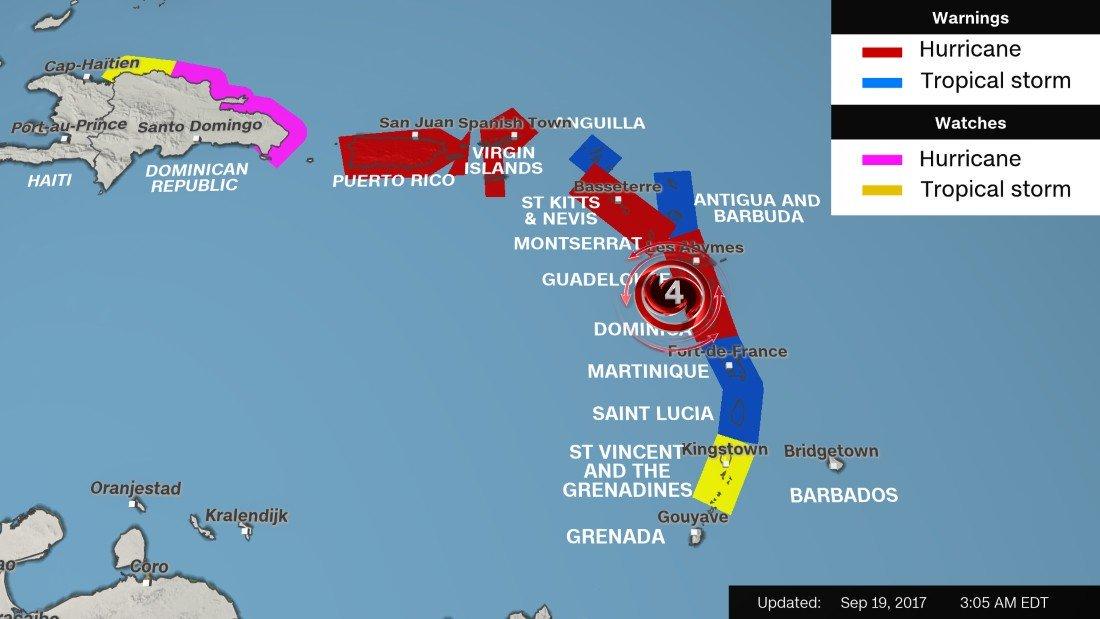 Warnings
Hurricane
Tropical storm
Watches
Hurricane
Tropical storm
Cap-Haitien
Port-au-Prince
Santo Domingo
HAITI
DOMINICAN
REPUBLIC
San Juan
Spanish Town
NGUILLA
VIRGIN
ISLANDS
PUERTO RICO
Basseterre
ST KITTS
& NEVIS
ANTIGUA AND
BARBUDA
MONTSERRAT
Les Abymes
GUADELOUPE
4
DOMINICA
Fort-de-France
MARTINIQUE
SAINT LUCIA
ST VINCENT
AND THE
GRENADINES
Kingstown
Bridgetown
BARBADOS
Gouyave
GRENADA
Oranjestad
Kralendijk
Coro
Updated: Sep 19, 2017 3:05 AM EDT